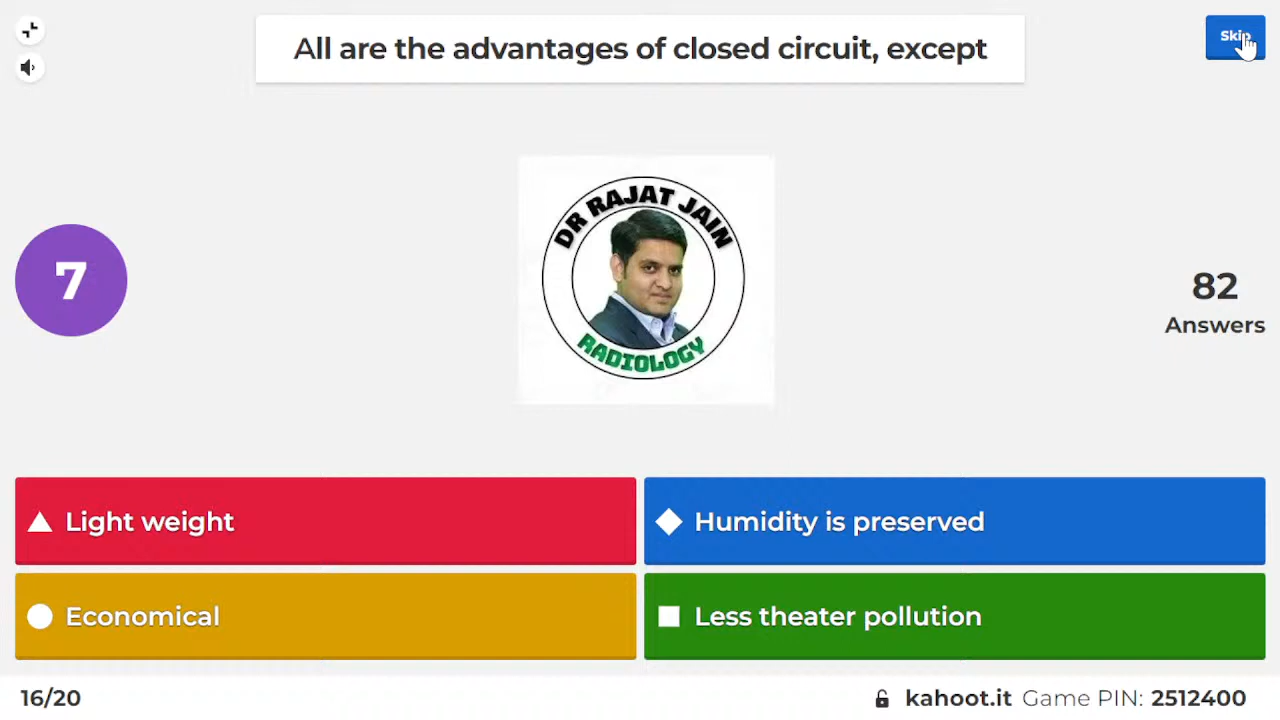 All are the advantages of closed circuit, except
Skip
DR RAJAT JAIN
RADIOLOGY
7
82
Answers
Light weight
Humidity is preserved
Economical
Less theater pollution
16/20
kahoot.it Game PIN: 2512400